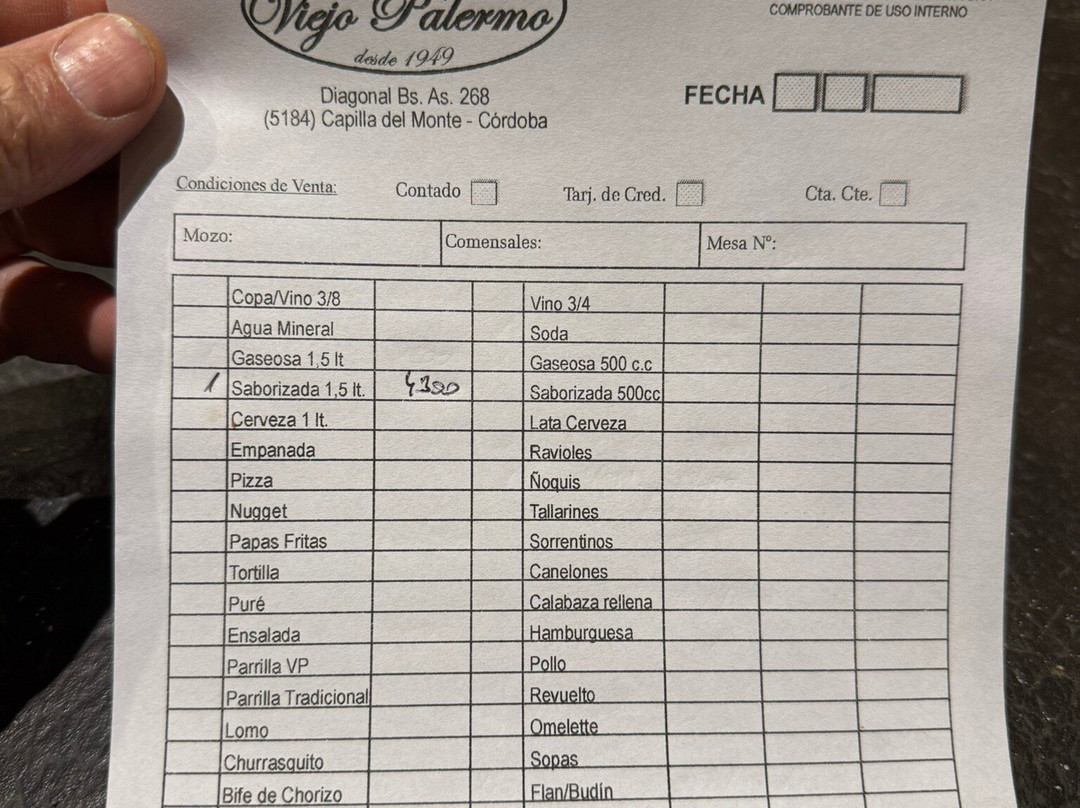 Viejo Palermo
desde 1949
Diagonal Bs. As. 268
(5184) Capilla del Monte - Córdoba
COMPROBANTE DE USO INTERNO
FECHA
Condiciones de Venta: Contado Tarj. de Cred. Cta. Cte.
Mozo: Comensales: Mesa Nº:
Copa/Vino 3/8 Vino 3/4
Agua Mineral Soda
Gaseosa 1,5 lt Gaseosa 500 c.c
1 Saborizada 1,5 lt. 4300 Saborizada 500cc
Cerveza 1 lt. Lata Cerveza
Empanada Ravioles
Pizza Ñoquis
Nugget Tallarines
Papas Fritas Sorrentinos
Tortilla Canelones
Puré Calabaza rellena
Ensalada Hamburguesa
Parrilla VP Pollo
Parrilla Tradicional Revuelto
Lomo Omelette
Churrasquito Sopas
Bife de Chorizo Flan/Budín